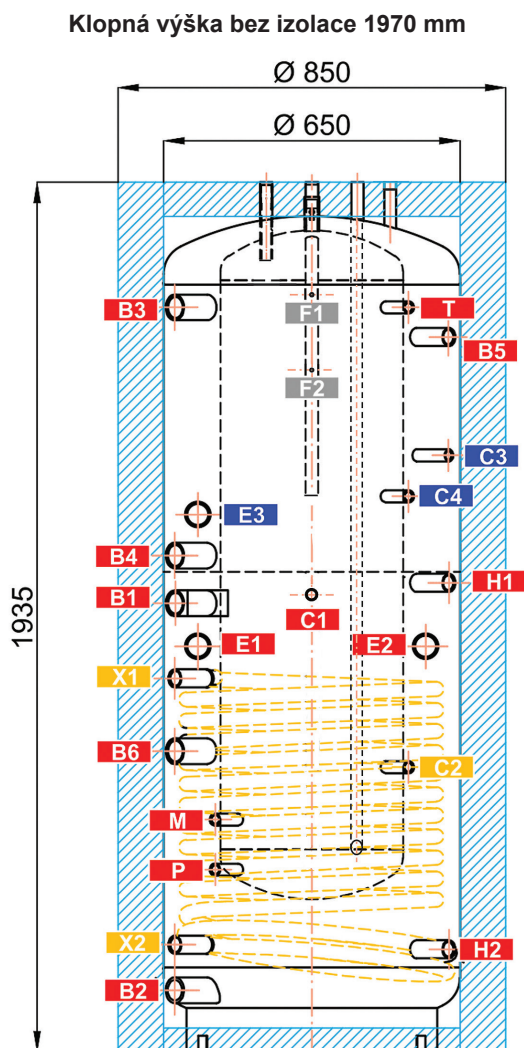 Klopná výška bez izolace 1970 mm
Ø 850
Ø 650
1935
B3
F1
T
B5
F2
C3
C4
E3
B4
H1
B1
C1
E1
E2
X1
B6
C2
M
P
X2
H2
B2